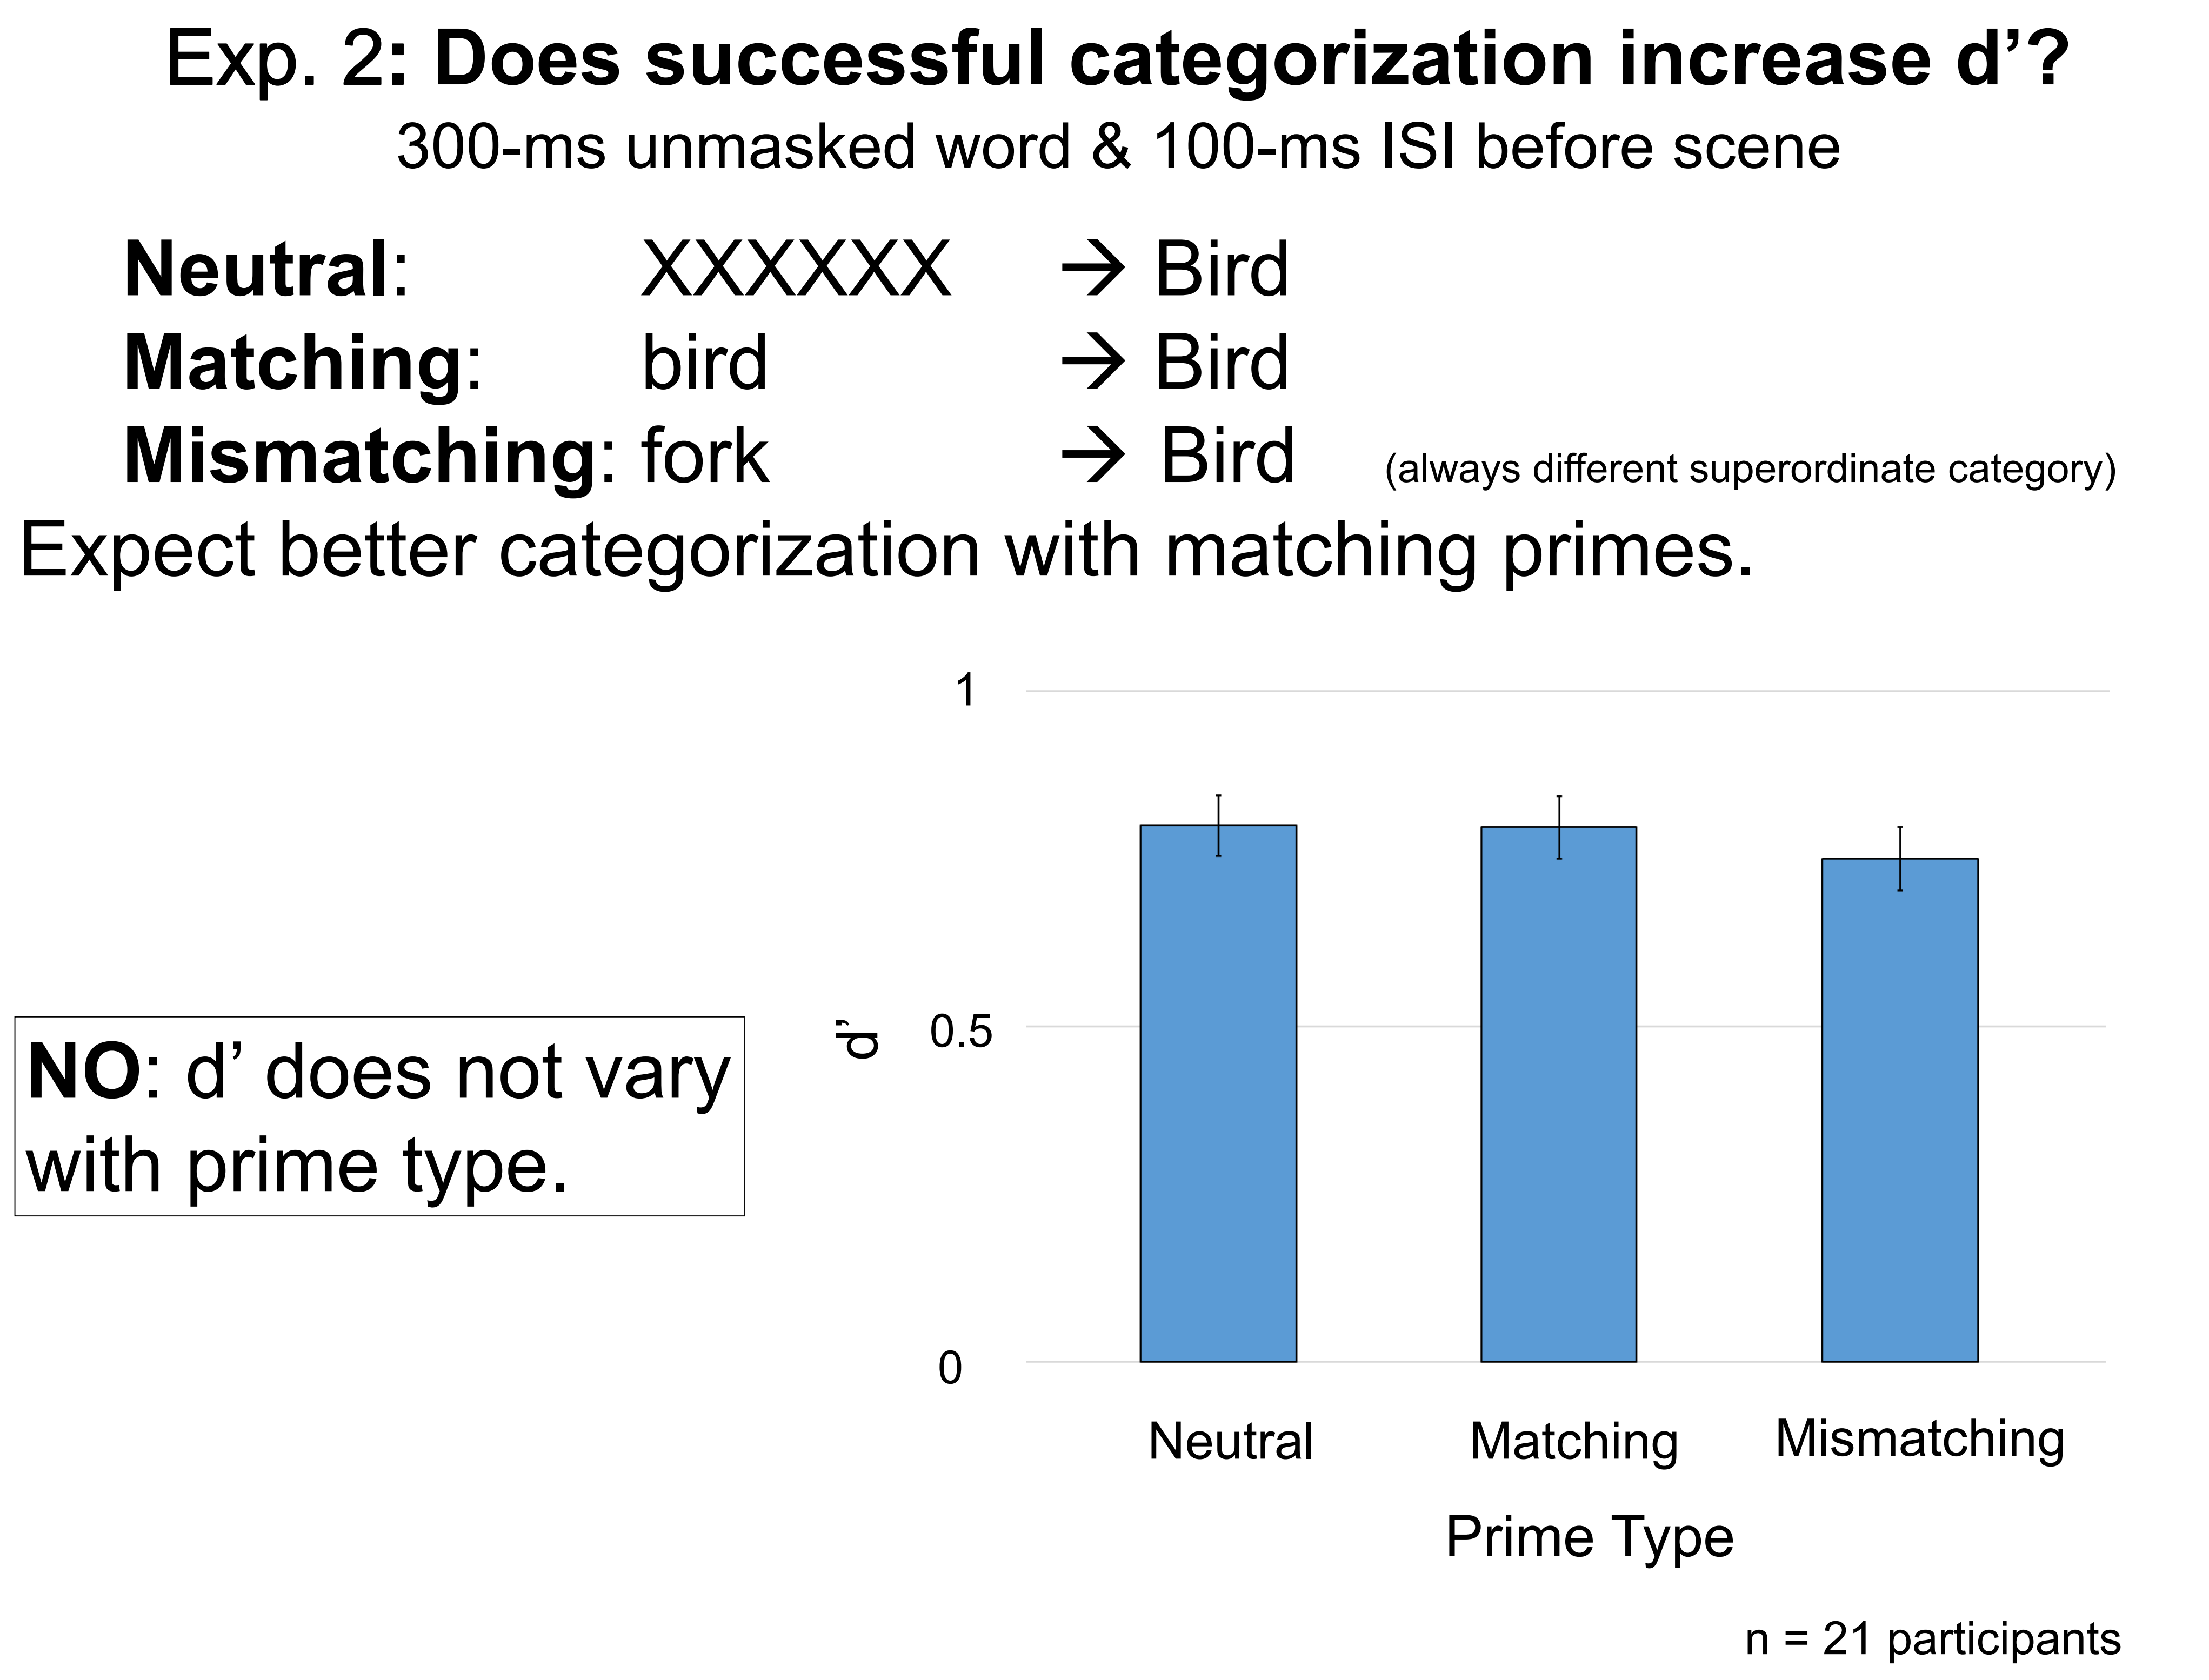 Exp. 2: Does successful categorization increase d’?
300-ms unmasked word & 100-ms ISI before scene
Neutral: XXXXXX → Bird
Matching: bird → Bird
Mismatching: fork → Bird (always different superordinate category)
Expect better categorization with matching primes.
NO: d’ does not vary
with prime type.
d’
1
0.5
0
Neutral Matching Mismatching
Prime Type
n = 21 participants